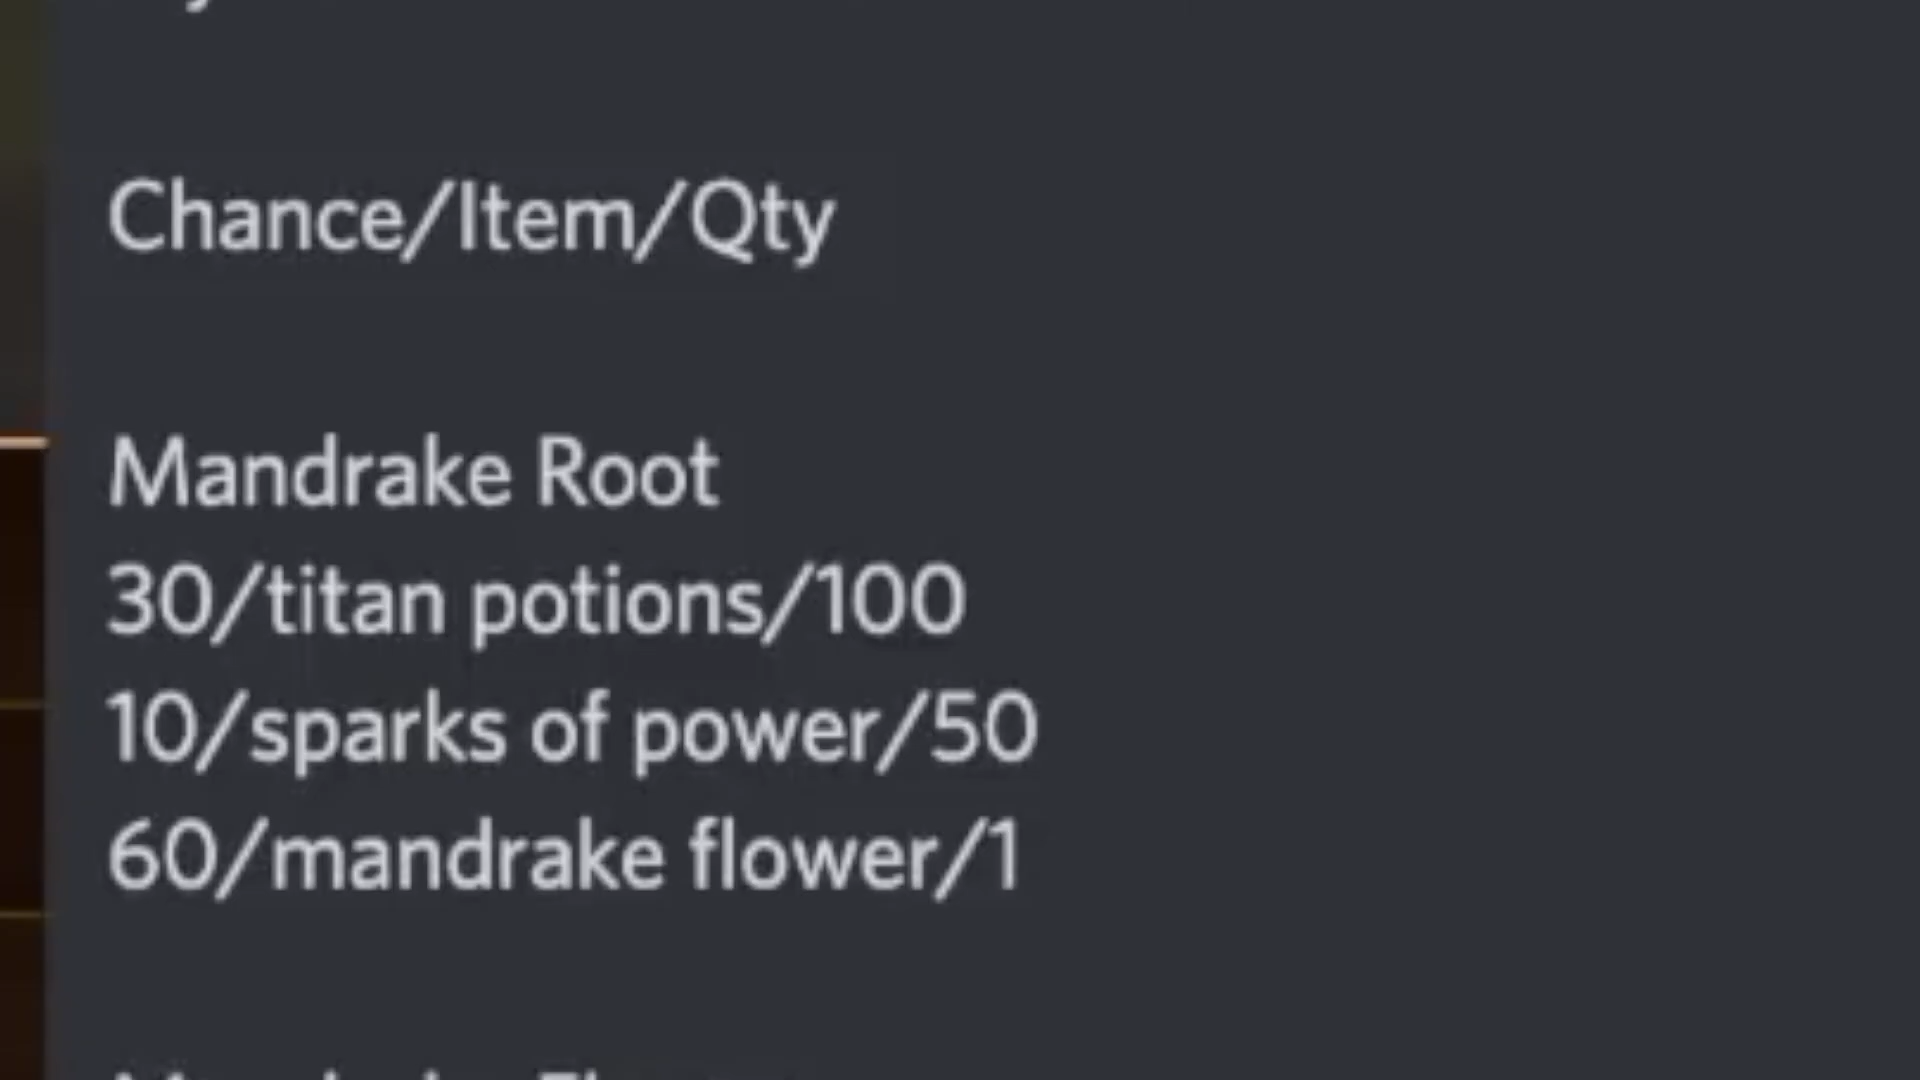 Chance/Item/Qty
Mandrake Root
30/titan potions/100
10/sparks of power/50
60/mandrake flower/1